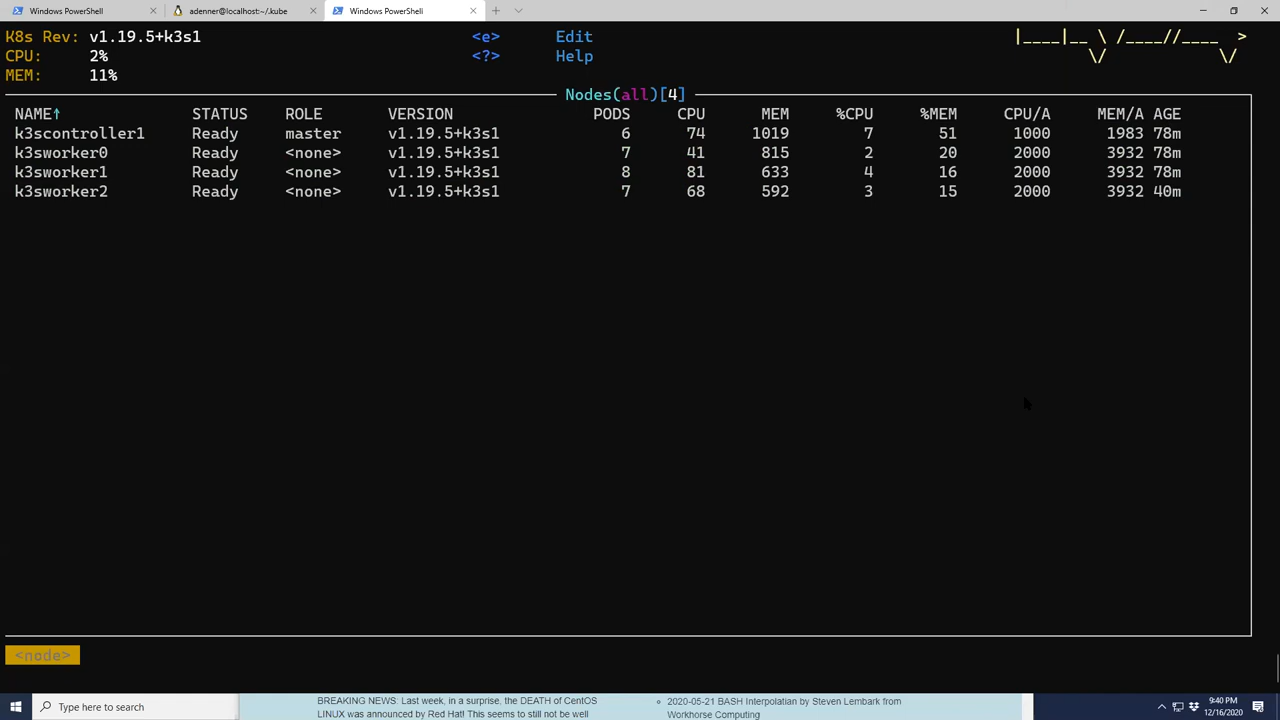 Windows PowerShell
adenner@localhost:~/.kube
Windows PowerShell
K8s Rev: v1.19.5+k3s1 <e> Edit
CPU: 2% <?> Help
MEM: 11%
Nodes(all)[4]
NAME↑ STATUS ROLE VERSION PODS CPU MEM %CPU %MEM CPU/A MEM/A AGE
k3scontroller1 Ready master v1.19.5+k3s1 6 74 1019 7 51 1000 1983 78m
k3sworker0 Ready <none> v1.19.5+k3s1 7 41 815 2 20 2000 3932 78m
k3sworker1 Ready <none> v1.19.5+k3s1 8 81 633 4 16 2000 3932 78m
k3sworker2 Ready <none> v1.19.5+k3s1 7 68 592 3 15 2000 3932 40m
<node>
Type here to search
BREAKING NEWS: Last week, in a surprise, the DEATH of CentOS
LINUX was announced by Red Hat! This seems to still not be well
2020-05-21 BASH Interpolation by Steven Lembark from
Workhorse Computing
9:40 PM
12/16/2020